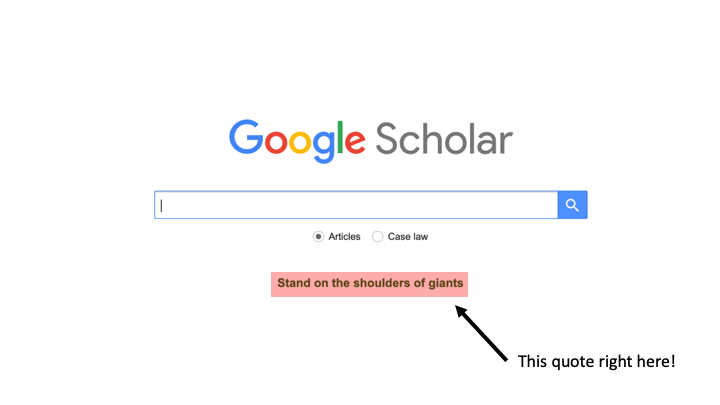 Google Scholar
Articles Case law
Stand on the shoulders of giants
This quote right here!